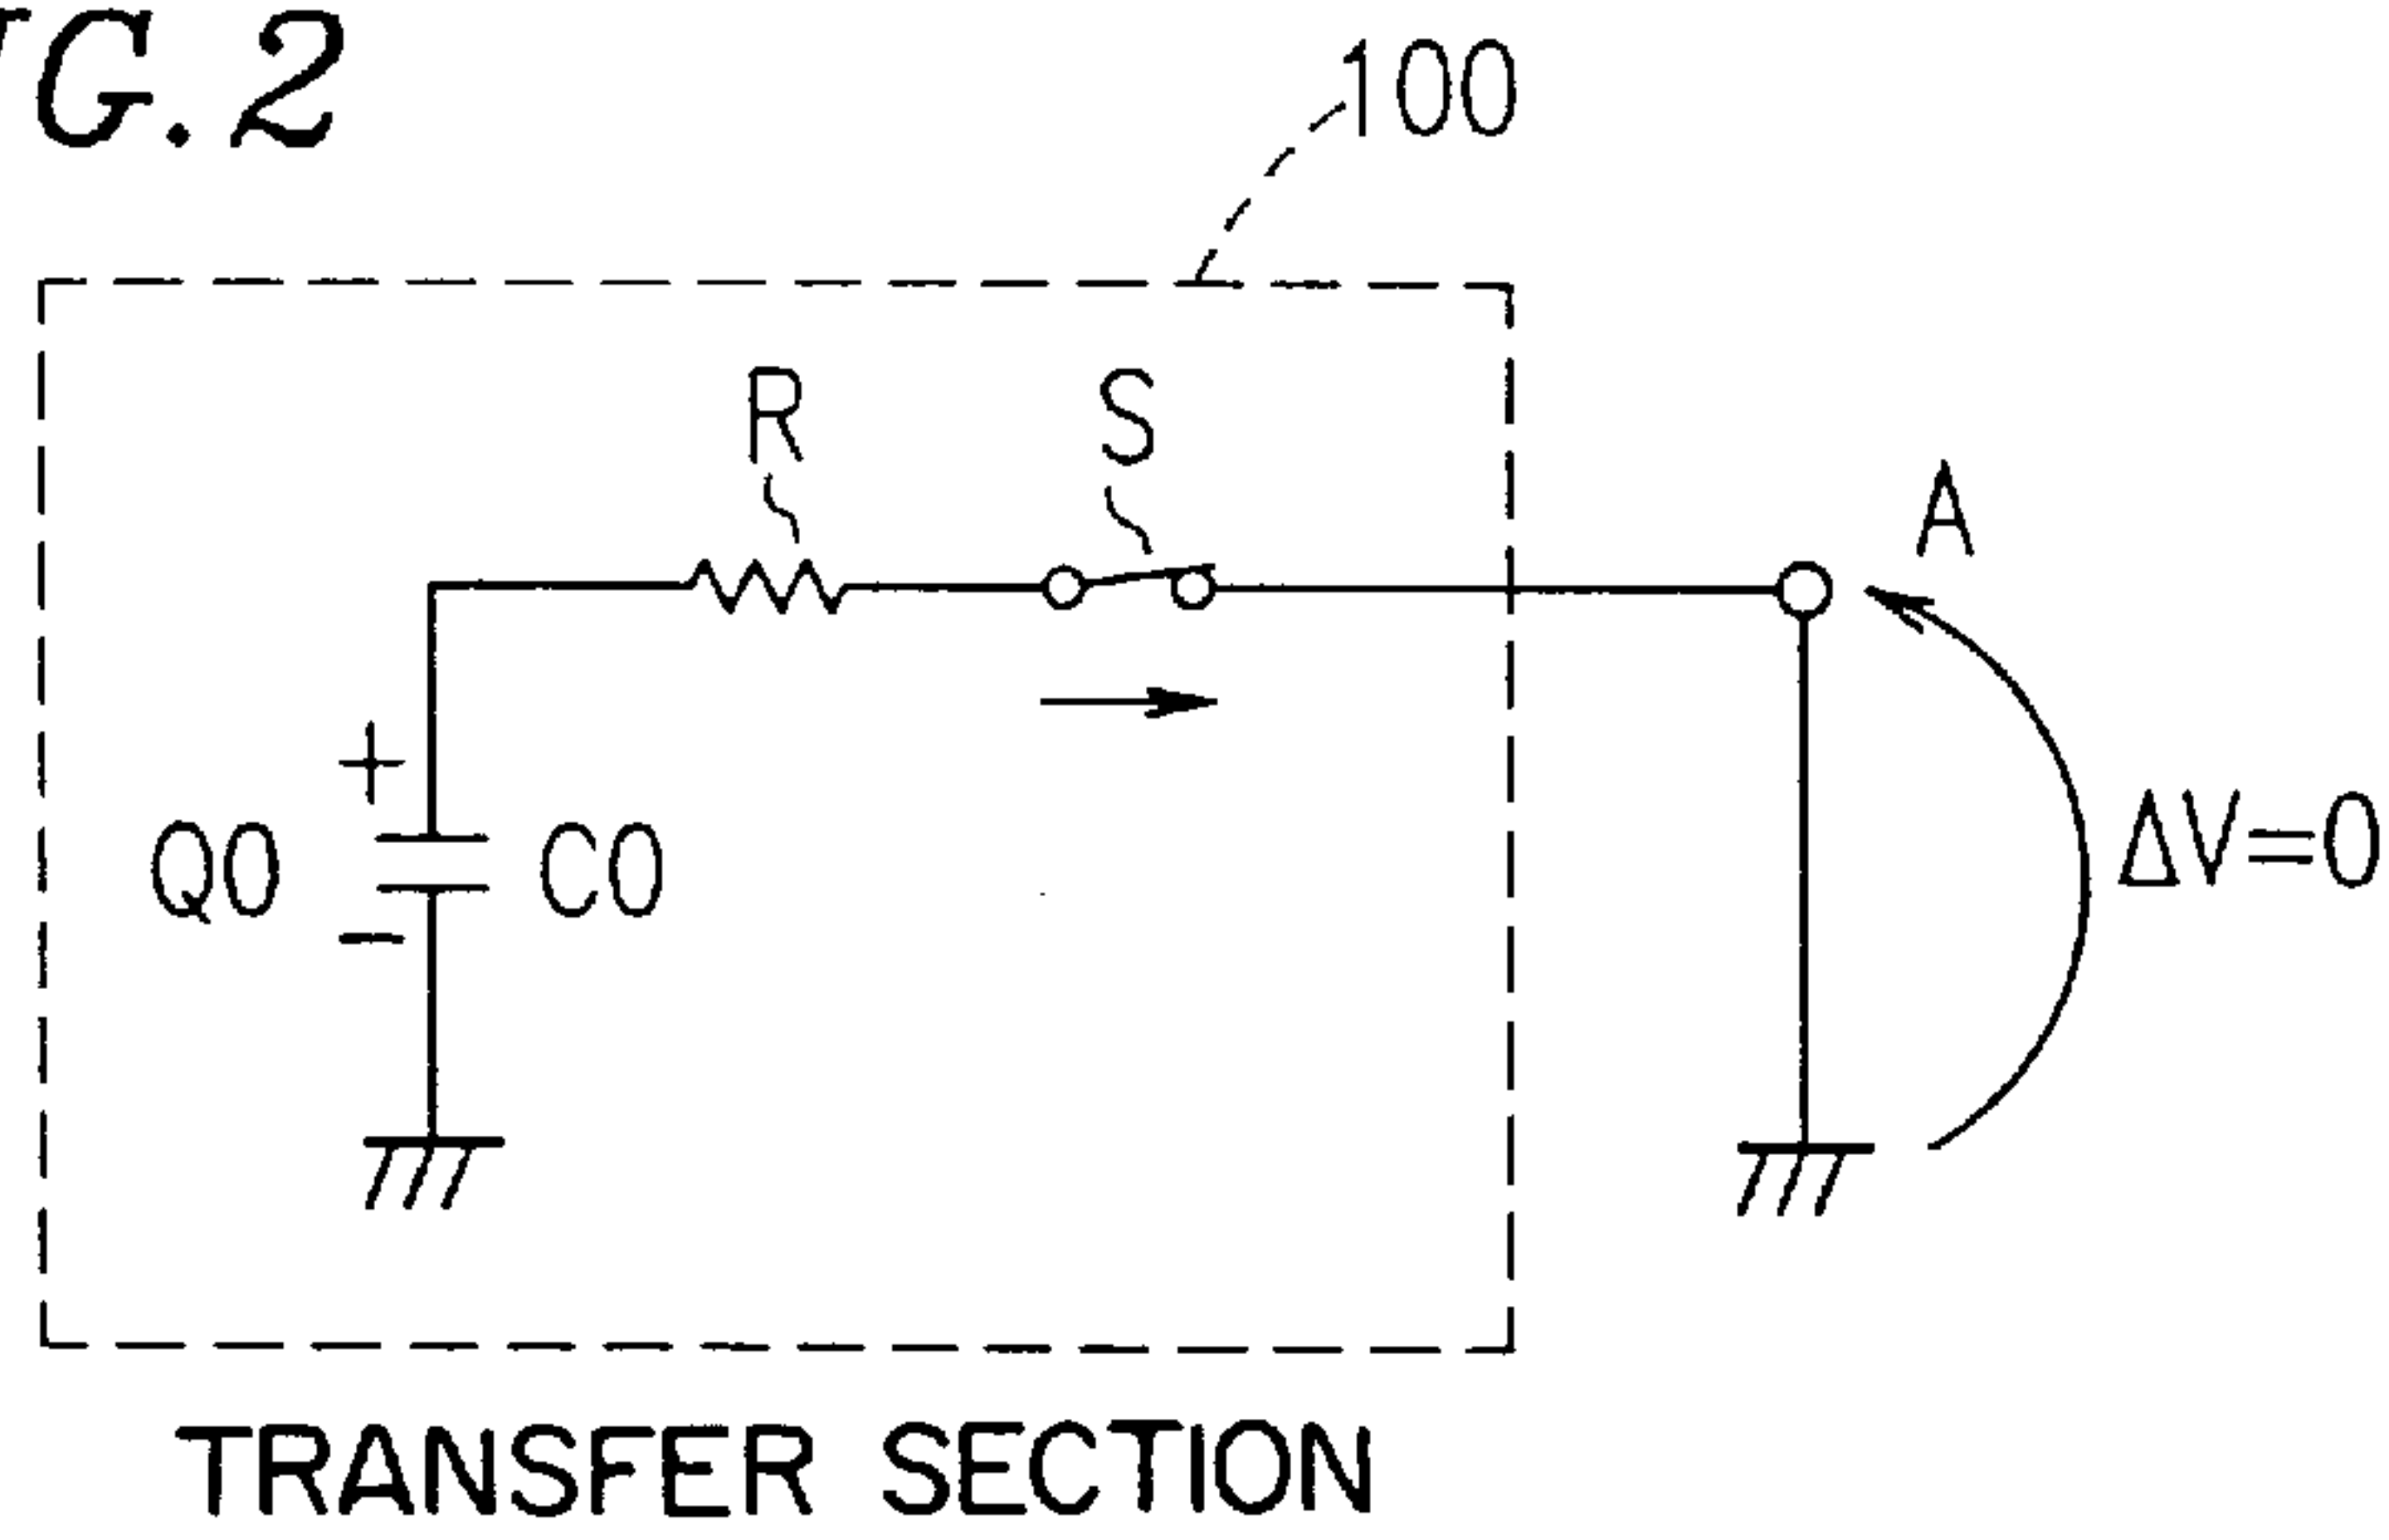 G.2
100
R
S
A
+
Q0
C0
−
ΔV=0
TRANSFER SECTION